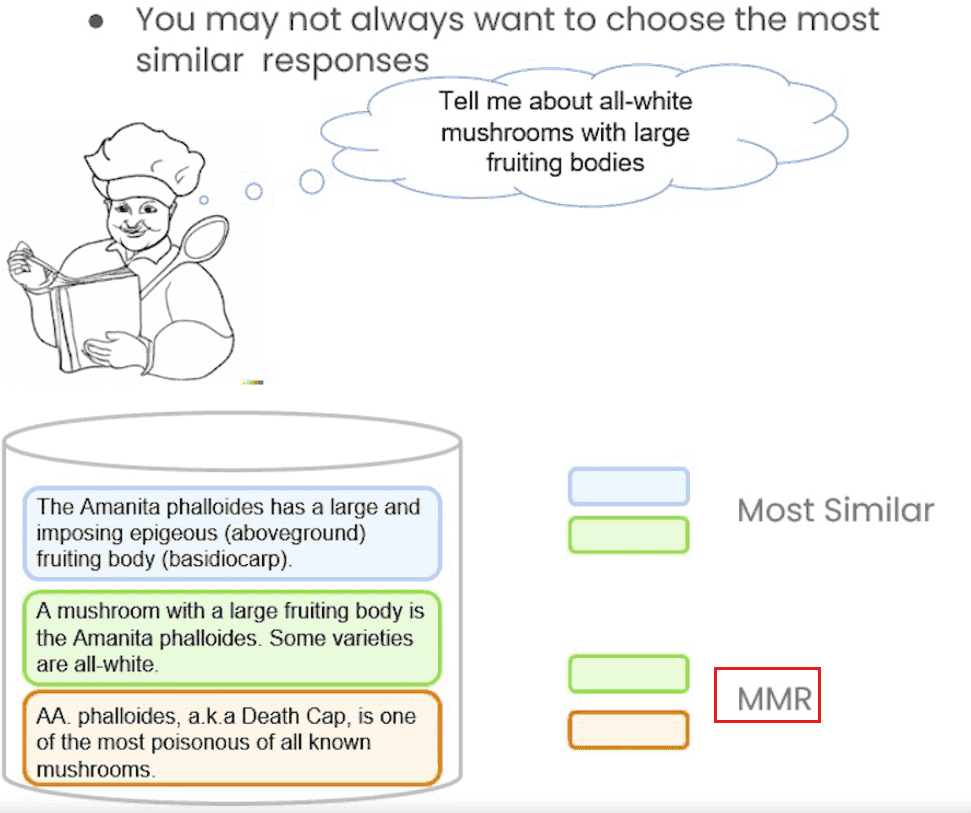 ● You may not always want to choose the most
similar responses
Tell me about all-white
mushrooms with large
fruiting bodies
The Amanita phalloides has a large and
imposing epigeous (aboveground)
fruiting body (basidiocarp).
A mushroom with a large fruiting body is
the Amanita phalloides. Some varieties
are all-white.
AA. phalloides, a.k.a Death Cap, is one
of the most poisonous of all known
mushrooms.
Most Similar
MMR